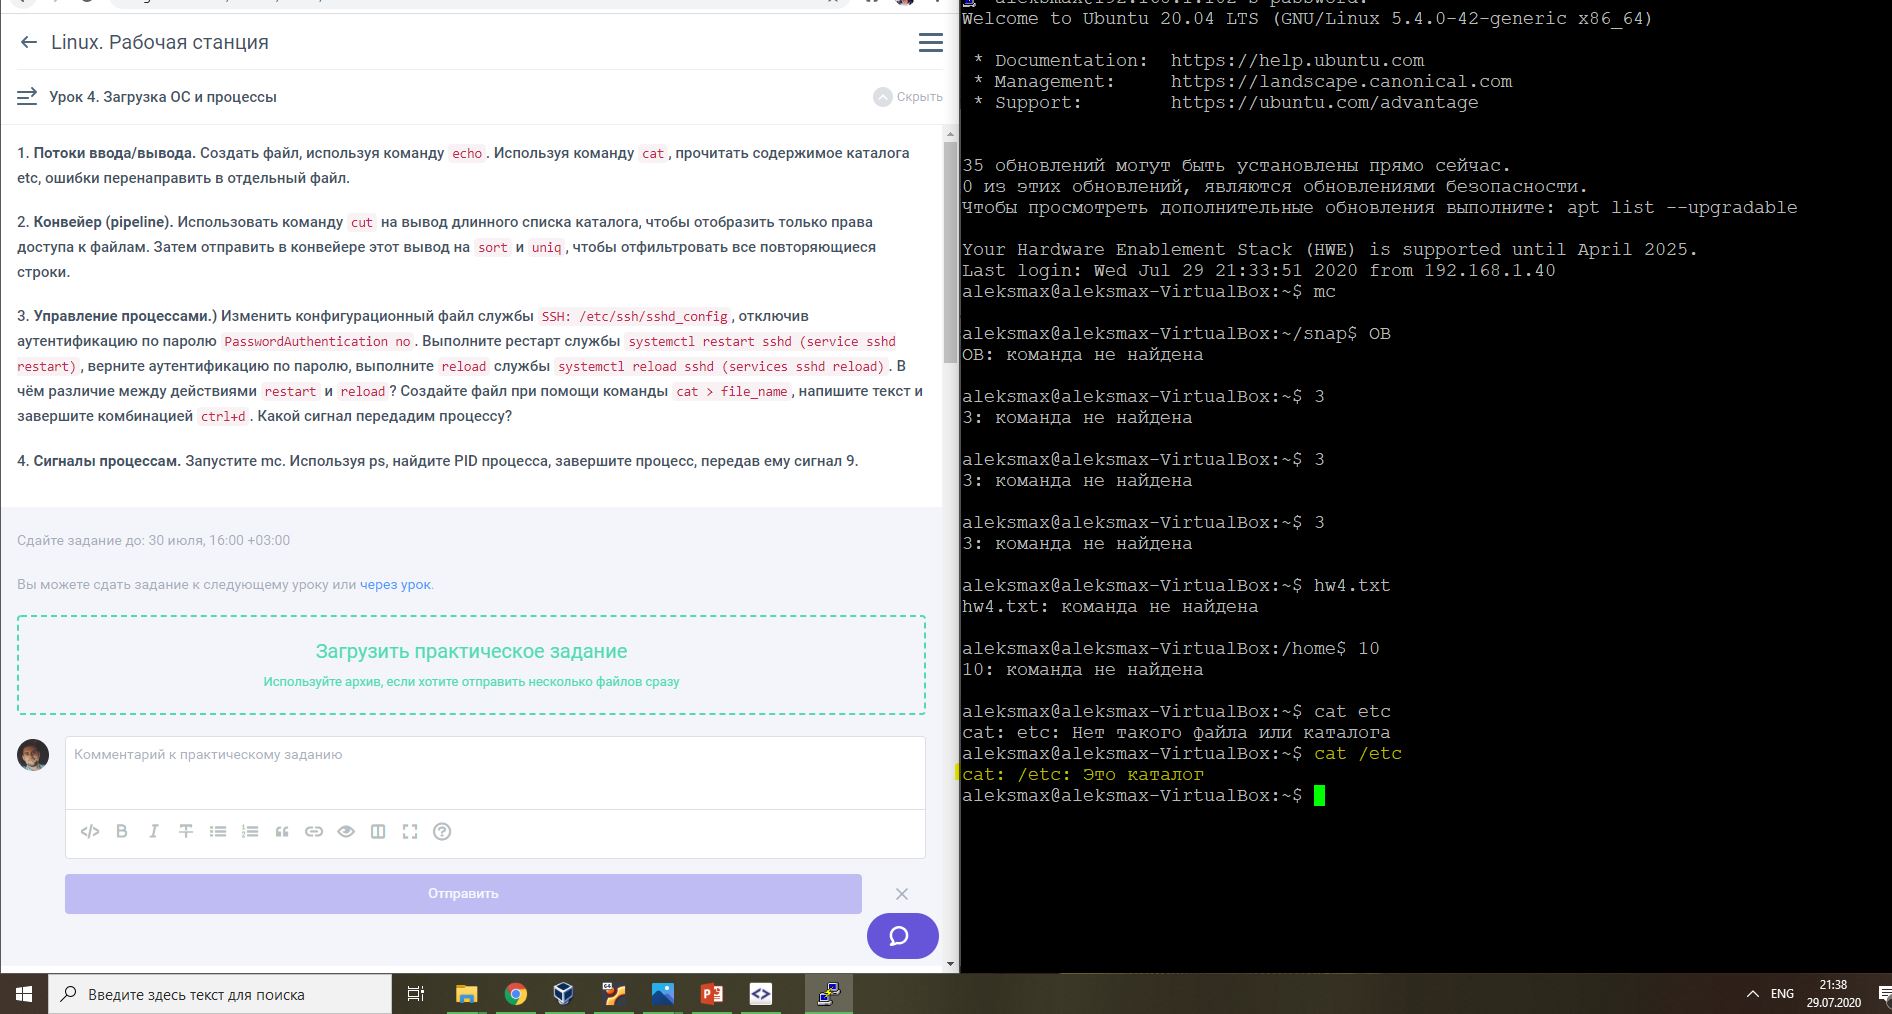 Linux. Рабочая станция
Урок 4. Загрузка ОС и процессы
Скрыть
1. Потоки ввода/вывода. Создать файл, используя команду echo. Используя команду cat, прочитать содержимое каталога
etc, ошибки перенаправить в отдельный файл.
2. Конвейер (pipeline). Использовать команду cut на вывод длинного списка каталога, чтобы отобразить только права
доступа к файлам. Затем отправить в конвейере этот вывод на sort и uniq, чтобы отфильтровать все повторяющиеся
строки.
3. Управление процессами.) Изменить конфигурационный файл службы SSH: /etc/ssh/sshd_config, отключив
аутентификацию по паролю PasswordAuthentication no. Выполните рестарт службы systemctl restart sshd (service sshd
restart), верните аутентификацию по паролю, выполните reload службы systemctl reload sshd (services sshd reload). В
чём различие между действиями restart и reload? Создайте файл при помощи команды cat > file_name, напишите текст и
завершите комбинацией ctrl+d. Какой сигнал передадим процессу?
4. Сигналы процессам. Запустите mc. Используя ps, найдите PID процесса, завершите процесс, передав ему сигнал 9.
Сдайте задание до: 30 июля, 16:00 +03:00
Вы можете сдать задание к следующему уроку или через урок.
Загрузить практическое задание
Используйте архив, если хотите отправить несколько файлов сразу
Комментарий к практическому заданию
Отправить
Welcome to Ubuntu 20.04 LTS (GNU/Linux 5.4.0-42-generic x86_64)
* Documentation: https://help.ubuntu.com
* Management: https://landscape.canonical.com
* Support: https://ubuntu.com/advantage
35 обновлений могут быть установлены прямо сейчас.
0 из этих обновлений, являются обновлениями безопасности.
Чтобы просмотреть дополнительные обновления выполните: apt list --upgradable
Your Hardware Enablement Stack (HWE) is supported until April 2025.
Last login: Wed Jul 29 21:33:51 2020 from 192.168.1.40
aleksmax@aleksmax-VirtualBox:~$ mc
aleksmax@aleksmax-VirtualBox:~/snap$ OB
OB: команда не найдена
aleksmax@aleksmax-VirtualBox:~$ 3
3: команда не найдена
aleksmax@aleksmax-VirtualBox:~$ 3
3: команда не найдена
aleksmax@aleksmax-VirtualBox:~$ 3
3: команда не найдена
aleksmax@aleksmax-VirtualBox:~$ hw4.txt
hw4.txt: команда не найдена
aleksmax@aleksmax-VirtualBox:/home$ 10
10: команда не найдена
aleksmax@aleksmax-VirtualBox:~$ cat etc
cat: etc: Нет такого файла или каталога
aleksmax@aleksmax-VirtualBox:~$ cat /etc
cat: /etc: Это каталог
aleksmax@aleksmax-VirtualBox:~$
Введите здесь текст для поиска
ENG
21:38
29.07.2020